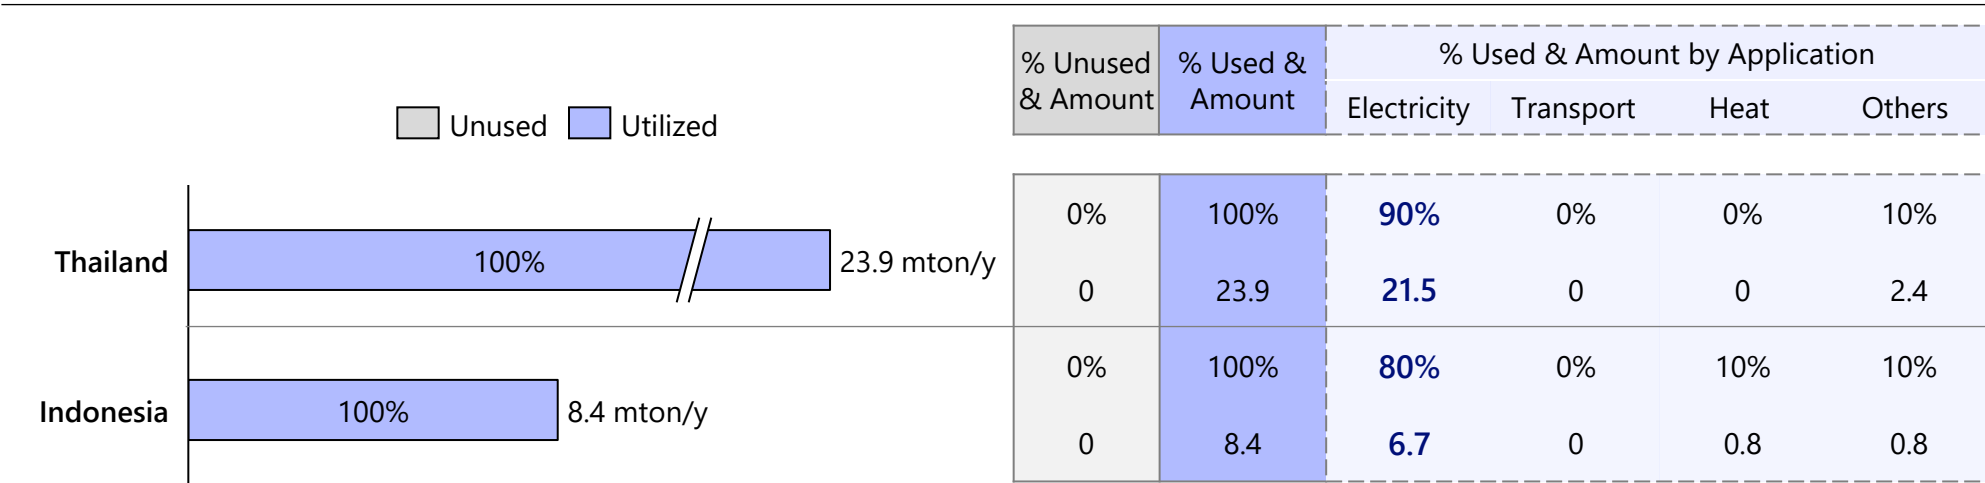 % Unused & Amount
% Used & Amount
% Used & Amount by Application
Electricity Transport Heat Others
Unused Utilized
Thailand 100% 23.9 mton/y
0% 100% 90% 0% 0% 10%
0 23.9 21.5 0 0 2.4
Indonesia 100% 8.4 mton/y
0% 100% 80% 0% 10% 10%
0 8.4 6.7 0 0.8 0.8